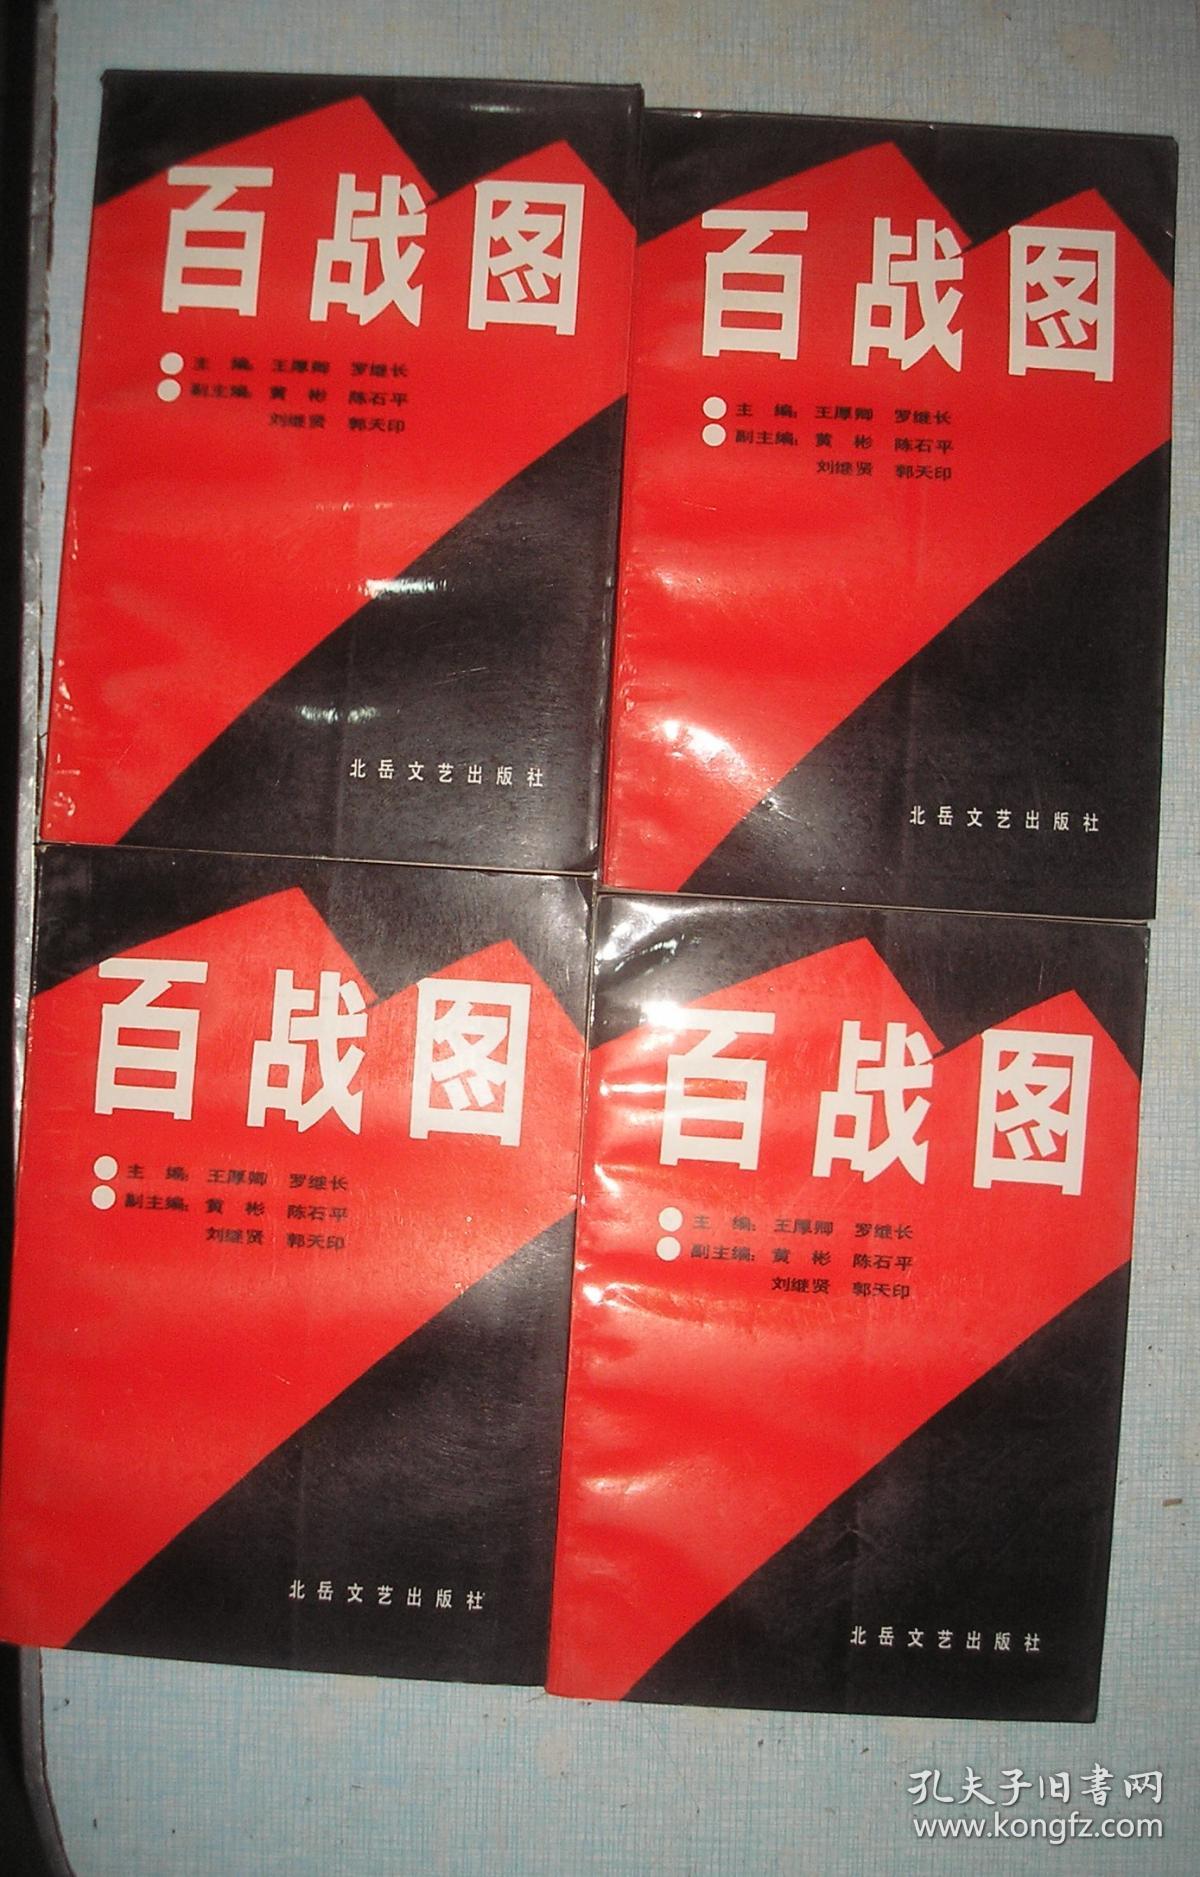 百战图
主 编：王厚卿 罗继长
副主编：黄 彬 陈石平
刘继贤 郭天印
北岳文艺出版社
百战图
主 编：王厚卿 罗继长
副主编：黄 彬 陈石平
刘继贤 郭天印
北岳文艺出版社
百战图
主 编：王厚卿 罗继长
副主编：黄 彬 陈石平
刘继贤 郭天印
北岳文艺出版社
百战图
主 编：王厚卿 罗继长
副主编：黄 彬 陈石平
刘继贤 郭天印
北岳文艺出版社
孔夫子旧書网
www.kongfz.com